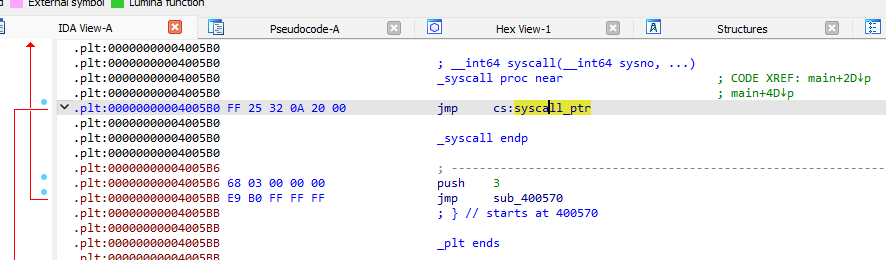 d External symbol Lumina function
IDA View-A Pseudocode-A Hex View-1 Structures
.plt:00000000004005B0
.plt:00000000004005B0 ; __int64 syscall(__int64 sysno, ...)
.plt:00000000004005B0 _syscall proc near ; CODE XREF: main+2D↓p
.plt:00000000004005B0 ; main+4D↓p
.plt:00000000004005B0 FF 25 32 0A 20 00 jmp cs:syscall_ptr
.plt:00000000004005B0
.plt:00000000004005B0 _syscall endp
.plt:00000000004005B0
.plt:00000000004005B6 ; ---------------------------------------------------------------------------
.plt:00000000004005B6 68 03 00 00 00 push 3
.plt:00000000004005BB E9 B0 FF FF FF jmp sub_400570
.plt:00000000004005BB ; } // starts at 400570
.plt:00000000004005BB
.plt:00000000004005BB _plt ends
.plt:00000000004005BB